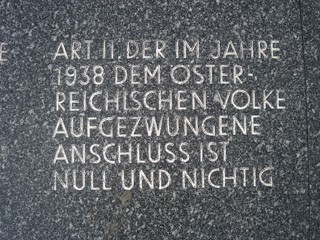 ART. II. DER IM JAHRE
1938 DEM ÖSTER-
REICHISCHEN VOLKE
AUFGEZWUNGENE
ANSCHLUSS IST
NULL UND NICHTIG